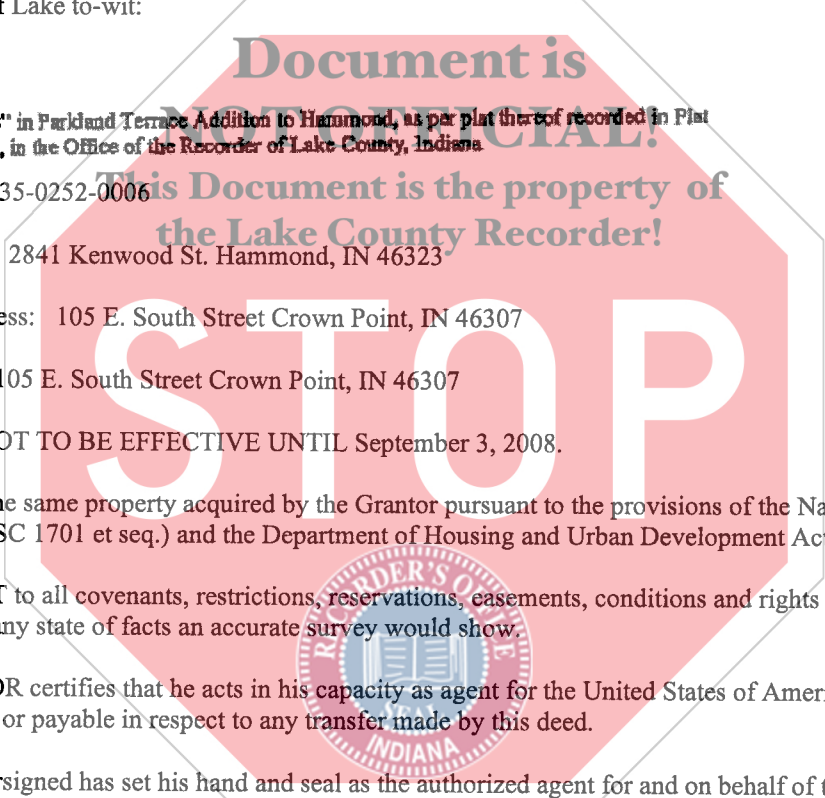 f Lake to-wit:
Document is
NOT OFFICIAL!
" in Parkland Terrace Addition to Hammond, as per plat thereof recorded in Plat
, in the Office of the Recorder of Lake County, Indiana
This Document is the property of
35-0252-0006
the Lake County Recorder!
2841 Kenwood St. Hammond, IN 46323
ess: 105 E. South Street Crown Point, IN 46307
STOP
105 E. South Street Crown Point, IN 46307
OT TO BE EFFECTIVE UNTIL September 3, 2008.
he same property acquired by the Grantor pursuant to the provisions of the Na
SC 1701 et seq.) and the Department of Housing and Urban Development Ac
T to all covenants, restrictions, reservations, easements, conditions and rights
ny state of facts an accurate survey would show.
OR certifies that he acts in his capacity as agent for the United States of Ameri
or payable in respect to any transfer made by this deed.
rsigned has set his hand and seal as the authorized agent for and on behalf of t
RECORDER'S OFFICE
SEAL
INDIANA